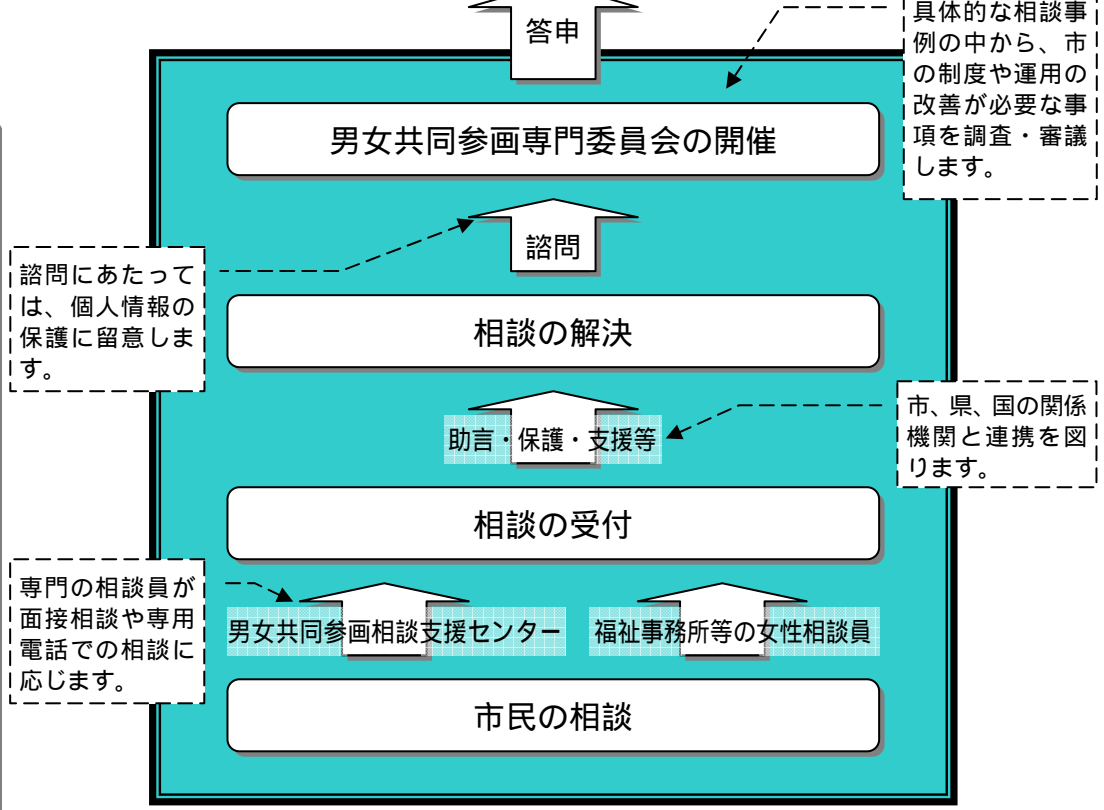 答申
具体的な相談事
例の中から、市
の制度や運用の
改善が必要な事
項を調査・審議
します。
男女共同参画専門委員会の開催
諮問
諮問にあたって
は、個人情報の
保護に留意しま
す。
相談の解決
助言・保護・支援等
市、県、国の関係
機関と連携を図
ります。
相談の受付
専門の相談員が
面接相談や専用
電話での相談に
応じます。
男女共同参画相談支援センター
福祉事務所等の女性相談員
市民の相談